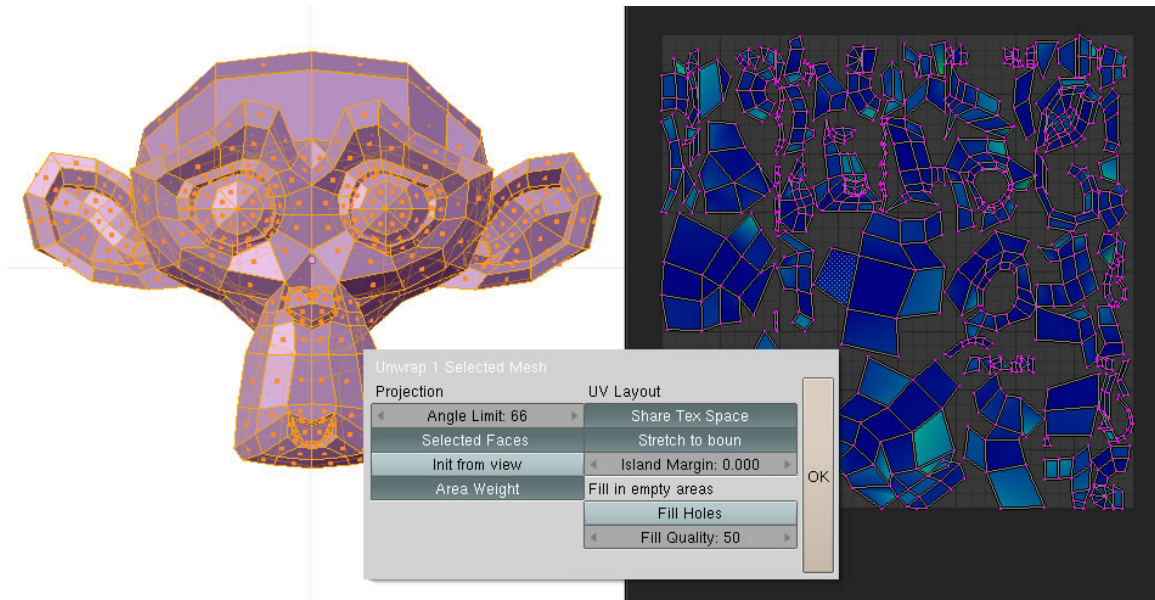 Unwrap 1 Selected Mesh
Projection
Angle Limit: 66
Selected Faces
Init from view
Area Weight
UV Layout
Share Tex Space
Stretch to boun
Island Margin: 0.000
Fill in empty areas
Fill Holes
Fill Quality: 50
OK